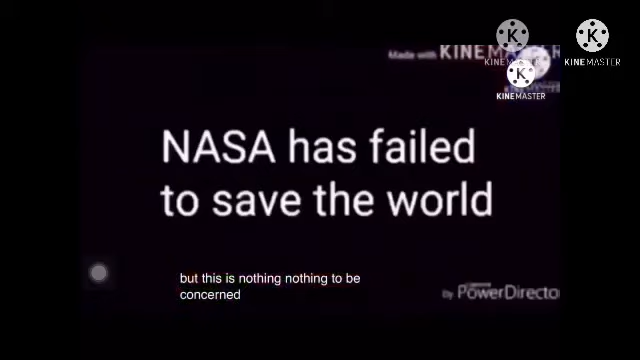 Made with KINEMASTER
KINEMASTER
KINEMASTER
KINEMASTER
NASA has failed
to save the world
but this is nothing nothing to be
concerned
by PowerDirecto